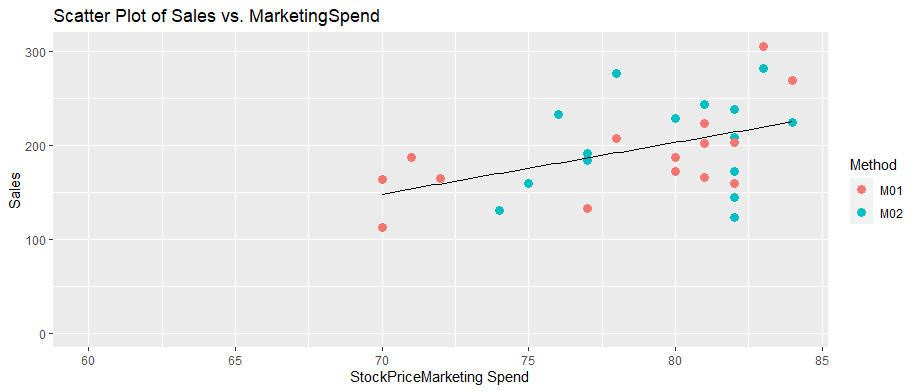 Scatter Plot of Sales vs. MarketingSpend
300
200
100
0
Sales
60
65
70
75
80
85
StockPriceMarketing Spend
Method
M01
M02